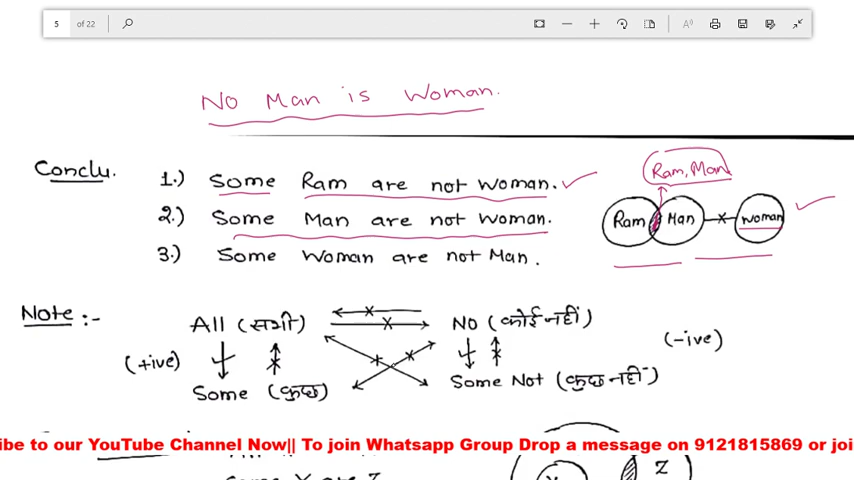 5 of 22
No Man is Woman.
Conclu.
1.) Some Ram are not Woman.
2.) Some Man are not Woman.
3.) Some Woman are not Man.
Ram, Man
Ram Man Woman
Note :-
All (सभी) No (कोई नहीं)
(+ive) (-ive)
Some (कुछ) Some Not (कुछ नहीं)
ibe to our YouTube Channel Now|| To join Whatsapp Group Drop a message on 9121815869 or joi
Some Y are Z
Z